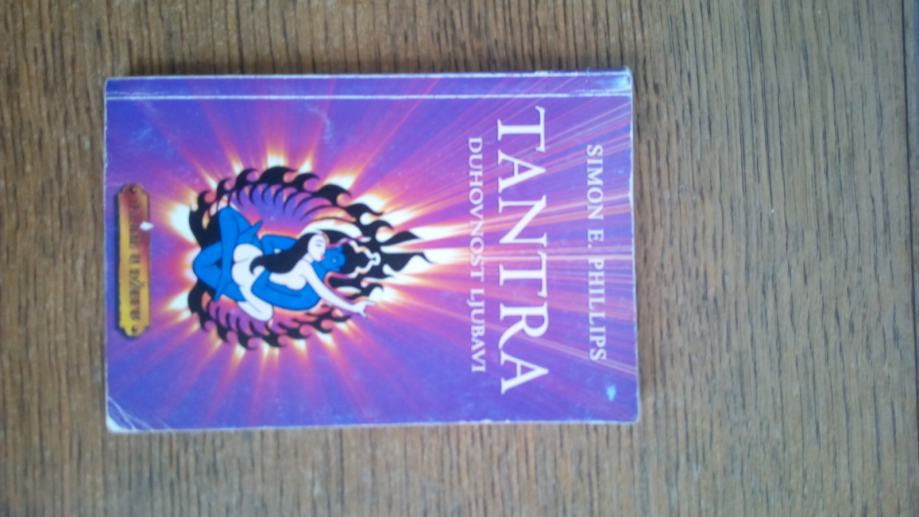 SIMON E. PHILLIPS
TANTRA
DUHOVNOST LJUBAVI